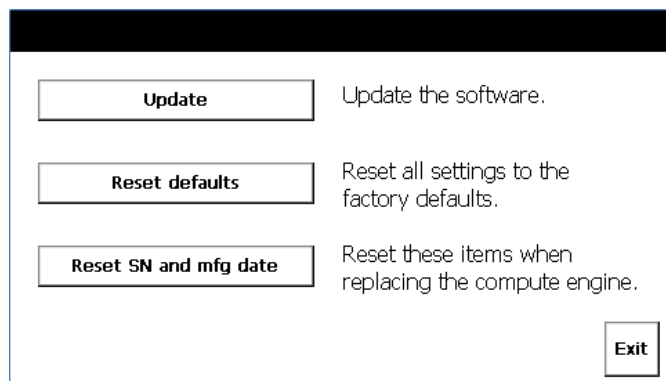 Update
Update the software.
Reset defaults
Reset all settings to the
factory defaults.
Reset SN and mfg date
Reset these items when
replacing the compute engine.
Exit